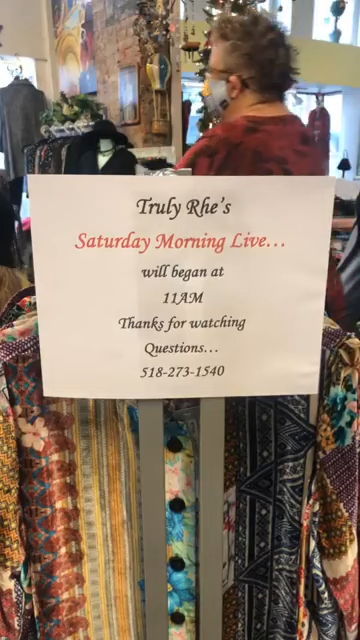 Truly Rhe's
Saturday Morning Live...
will began at
11AM
Thanks for watching
Questions...
518-273-1540